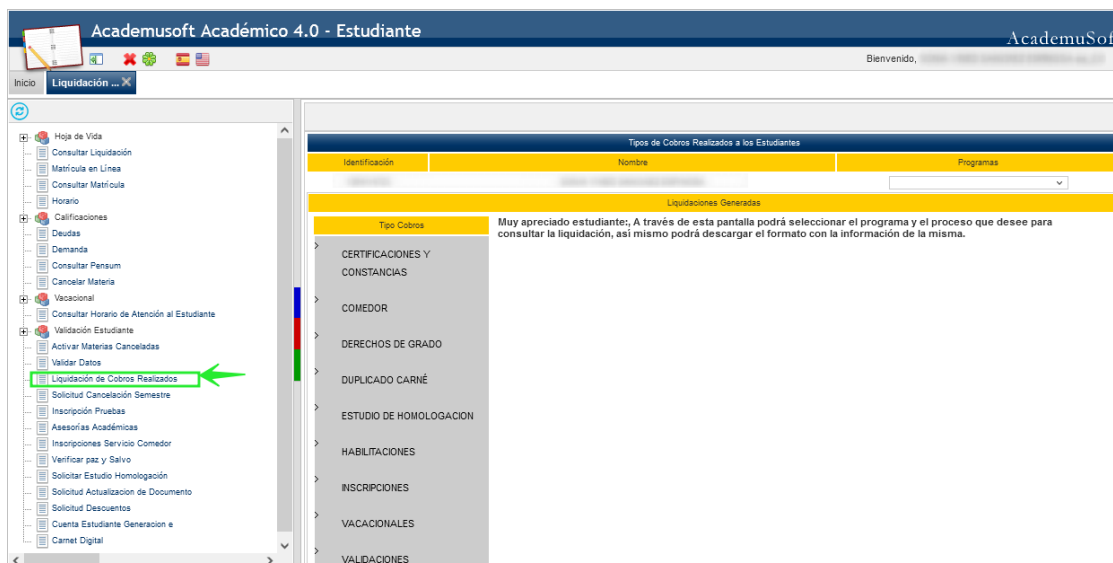 Academusoft Académico 4.0 - Estudiante
AcademuSof
Bienvenido,
Inicio
Liquidación ...
Hoja de Vida
Consultar Liquidación
Matrícula en Línea
Consultar Matrícula
Horario
Calificaciones
Deudas
Demanda
Consultar Pensum
Cancelar Materia
Vacacional
Consultar Horario de Atención al Estudiante
Validación Estudiante
Activar Materias Canceladas
Validar Datos
Liquidación de Cobros Realizados
Solicitud Cancelación Semestre
Inscripción Pruebas
Asesorías Académicas
Inscripciones Servicio Comedor
Verificar paz y Salvo
Solicitar Estudio Homologación
Solicitud Actualizacion de Documento
Solicitud Descuentos
Cuenta Estudiante Generacion e
Carnet Digital
Tipos de Cobros Realizados a los Estudiantes
Identificación Nombre Programas
Liquidaciones Generadas
Tipo Cobros
CERTIFICACIONES Y
CONSTANCIAS
COMEDOR
DERECHOS DE GRADO
DUPLICADO CARNÉ
ESTUDIO DE HOMOLOGACION
HABILITACIONES
INSCRIPCIONES
VACACIONALES
VALIDACIONES
Muy apreciado estudiante:, A través de esta pantalla podrá seleccionar el programa y el proceso que desee para
consultar la liquidación, así mismo podrá descargar el formato con la información de la misma.